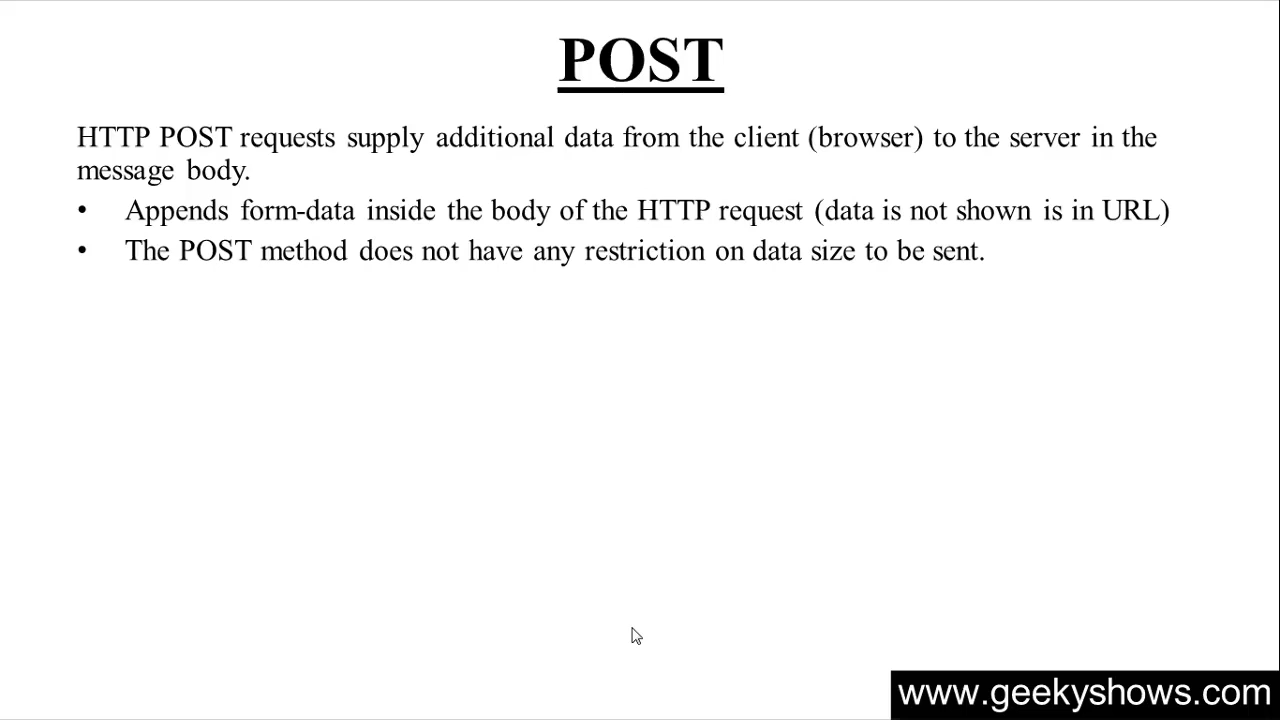 POST
HTTP POST requests supply additional data from the client (browser) to the server in the
message body.
• Appends form-data inside the body of the HTTP request (data is not shown is in URL)
• The POST method does not have any restriction on data size to be sent.
www.geekyshows.com